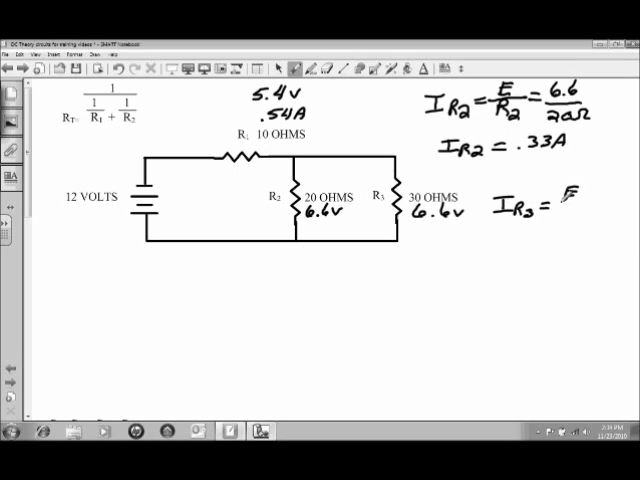 DC Theory circuits for training videos * - SMART Notebook
File Edit View Insert Format Draw Help
1
RT= 1 + 1
R1 R2
5.4v
.54A
R1 10 OHMS
12 VOLTS
R2 20 OHMS
6.6v
R3 30 OHMS
6.6v
IR2 = E = 6.6
R2 20Ω
IR2 = .33A
IR3 = E
2:38 PM
11/23/2010